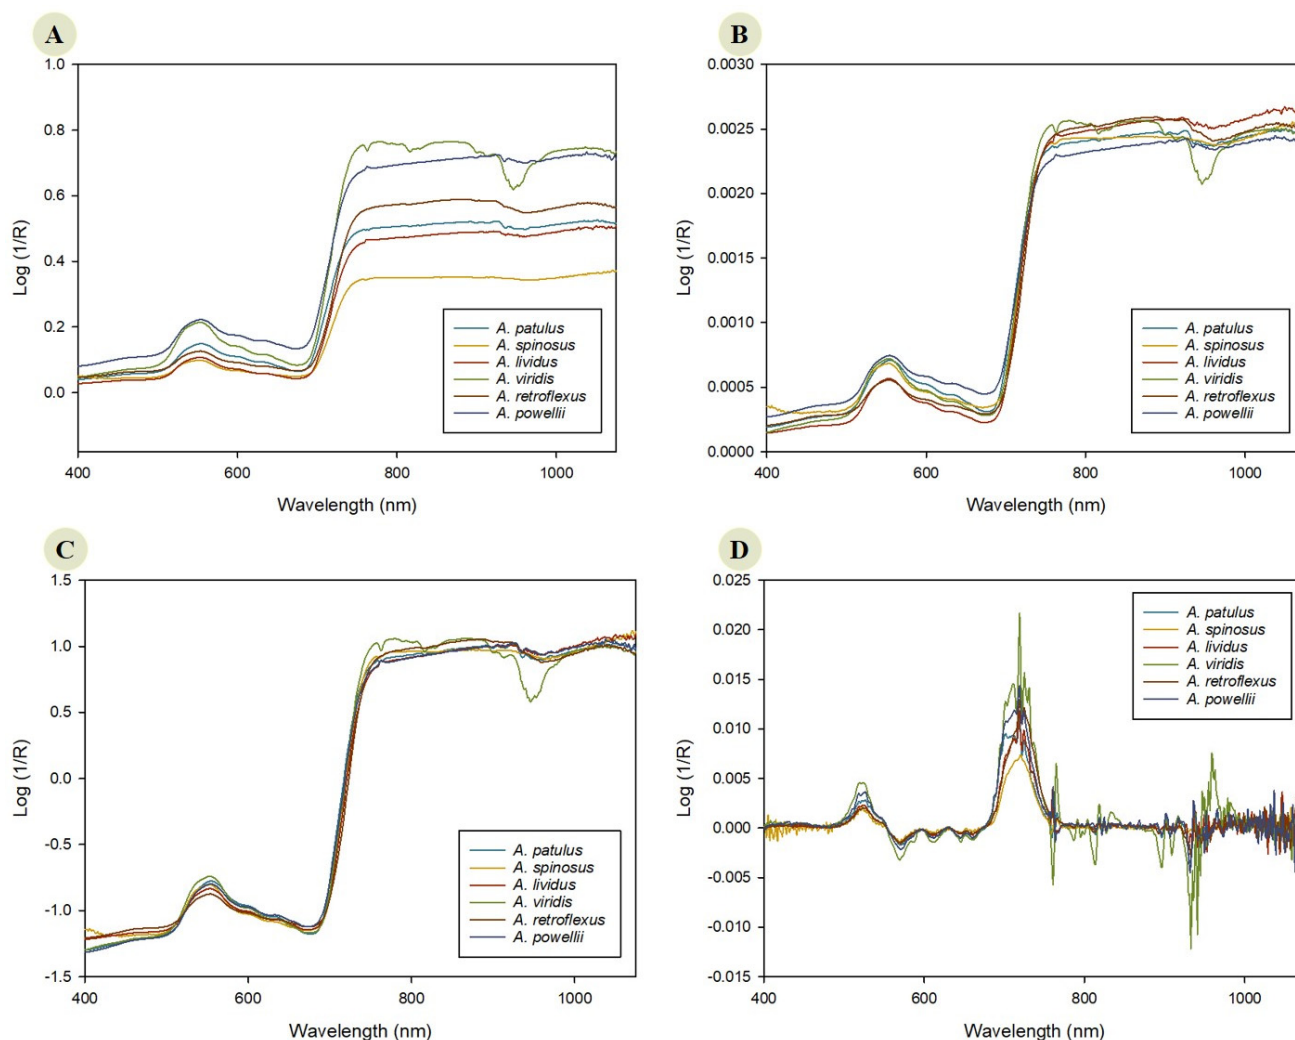 A
1.0
0.8
0.6
0.4
0.2
0.0
Log (1/R)
A. patulus
A. spinosus
A. lividus
A. viridis
A. retroflexus
A. powellii
400 600 800 1000
Wavelength (nm)
B
0.0030
0.0025
0.0020
0.0015
0.0010
0.0005
0.0000
Log (1/R)
A. patulus
A. spinosus
A. lividus
A. viridis
A. retroflexus
A. powellii
400 600 800 1000
Wavelength (nm)
C
1.5
1.0
0.5
0.0
-0.5
-1.0
-1.5
Log (1/R)
A. patulus
A. spinosus
A. lividus
A. viridis
A. retroflexus
A. powellii
400 600 800 1000
Wavelength (nm)
D
0.025
0.020
0.015
0.010
0.005
0.000
-0.005
-0.010
-0.015
Log (1/R)
A. patulus
A. spinosus
A. lividus
A. viridis
A. retroflexus
A. powellii
400 600 800 1000
Wavelength (nm)